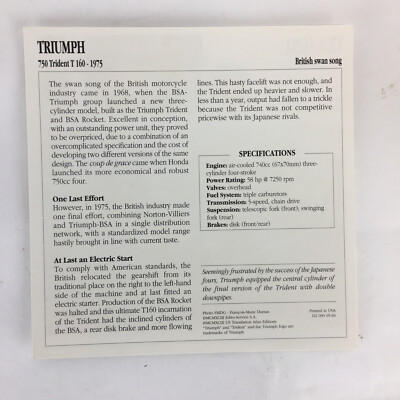 TRIUMPH
750 Trident T 160 - 1975
British swan song
The swan song of the British motorcycle
industry came in 1968, when the BSA-
Triumph group launched a new three-
cylinder model, built as the Triumph Trident
and BSA Rocket. Excellent in conception,
with an outstanding power unit, they proved
to be overpriced, due to a combination of an
overcomplicated specification and the cost of
developing two different versions of the same
design. The coup de grace came when Honda
launched its more economical and robust
750cc four.
One Last Effort
However, in 1975, the British industry made
one final effort, combining Norton-Villiers
and Triumph-BSA in a single distribution
network, with a standardized model range
hastily brought in line with current taste.
At Last an Electric Start
To comply with American standards, the
British relocated the gearshift from its
traditional place on the right to the left-hand
side of the machine and at last fitted an
electric starter. Production of the BSA Rocket
was halted and this ultimate T160 incarnation
of the Trident had the inclined cylinders of
the BSA, a rear disk brake and more flowing
lines. This hasty facelift was not enough, and
the Trident ended up heavier and slower. In
less than a year, output had fallen to a trickle
because the Trident was not competitive
pricewise with its Japanese rivals.
SPECIFICATIONS
Engine: air-cooled 740cc (67x70mm) three-
cylinder four-stroke
Power Rating: 58 hp @ 7250 rpm
Valves: overhead
Fuel System: triple carburetors
Transmission: 5-speed, chain drive
Suspension: telescopic fork (front), swinging
fork (rear)
Brakes: disk (front/rear)
Seemingly frustrated by the success of the Japanese
fours, Triumph equipped the central cylinder of
the final version of the Trident with double
downpipes.
Printed in USA
"Triumph" and "Trident" and the Triumph logo are
trademarks of Triumph